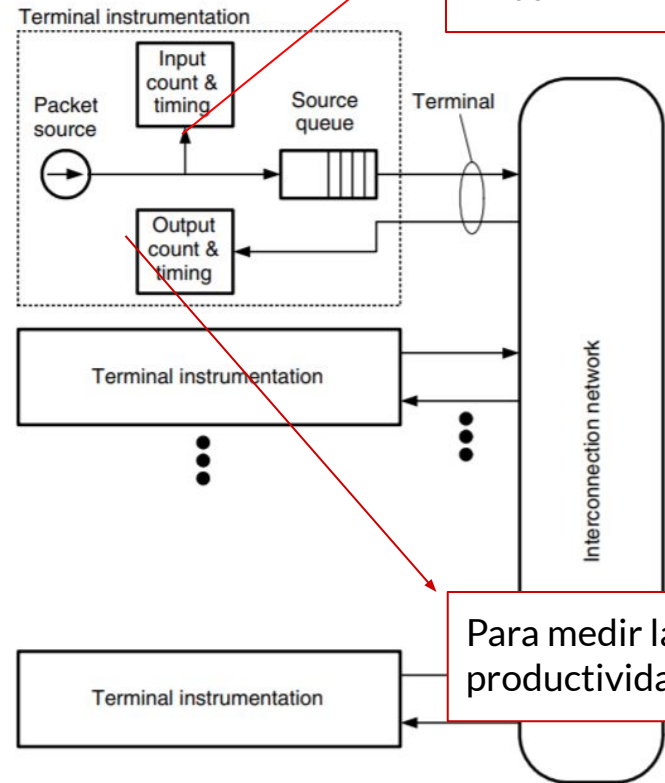 Terminal instrumentation
Input
count &
timing
Packet
source
Source
queue
Terminal
Output
count &
timing
Terminal instrumentation
Interconnection network
Para medir la
productivida
Terminal instrumentation